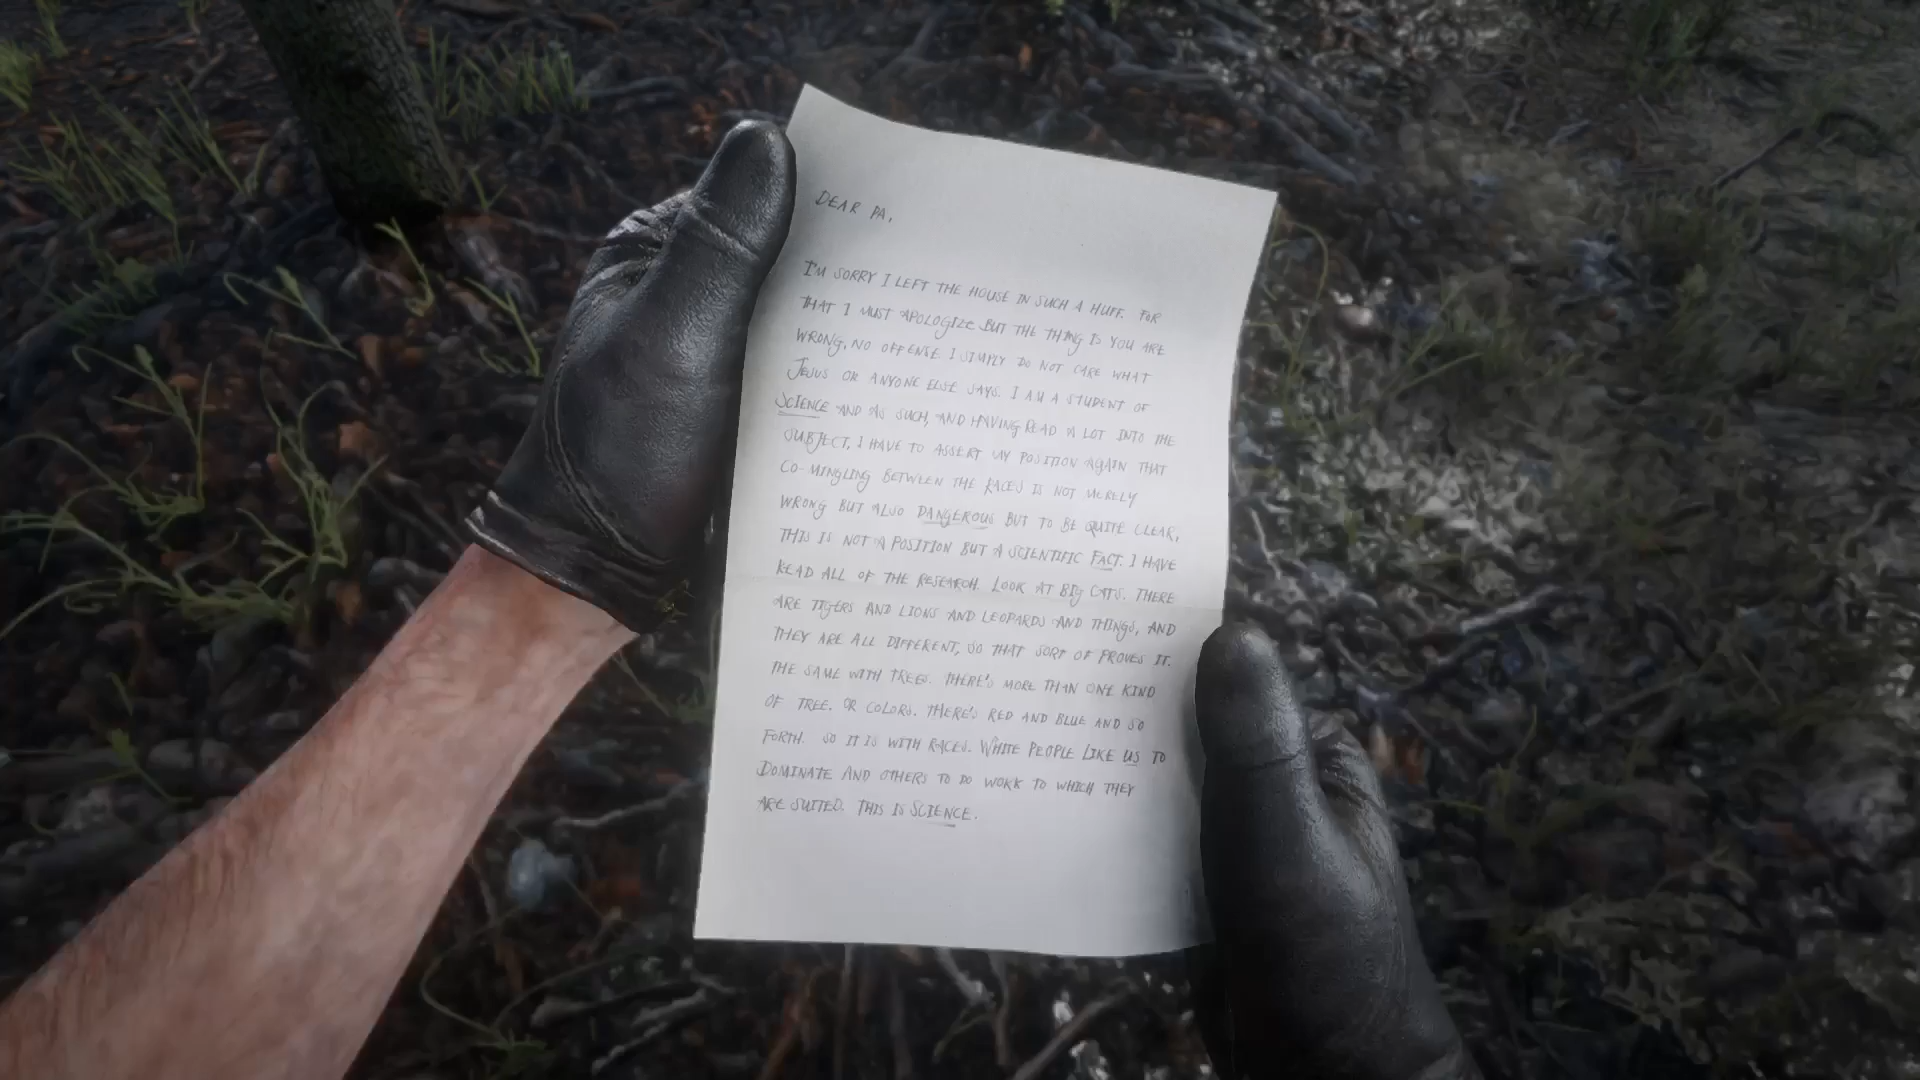 DEAR PA,
I'M SORRY I LEFT THE HOUSE IN SUCH A HUFF. FOR
THAT I MUST APOLOGIZE BUT THE THING IS YOU ARE
WRONG, NO OFFENSE. I SIMPLY DO NOT CARE WHAT
JESUS OR ANYONE ELSE SAYS. I AM A STUDENT OF
SCIENCE AND AS SUCH, AND HAVING READ A LOT INTO THE
SUBJECT, I HAVE TO ASSERT MY POSITION AGAIN THAT
CO-MINGLING BETWEEN THE RACES IS NOT MERELY
WRONG BUT ALSO DANGEROUS BUT TO BE QUITE CLEAR,
THIS IS NOT A POSITION BUT A SCIENTIFIC FACT. I HAVE
READ ALL OF THE RESEARCH. LOOK AT BIG CATS. THERE
ARE TIGERS AND LIONS AND LEOPARDS AND THINGS, AND
THEY ARE ALL DIFFERENT, SO THAT SORT OF PROVES IT.
THE SAME WITH TREES. THERE'S MORE THAN ONE KIND
OF TREE. OR COLORS. THERE'S RED AND BLUE AND SO
FORTH. SO IT IS WITH RACES. WHITE PEOPLE LIKE US TO
DOMINATE AND OTHERS TO DO WORK TO WHICH THEY
ARE SUITED. THIS IS SCIENCE.